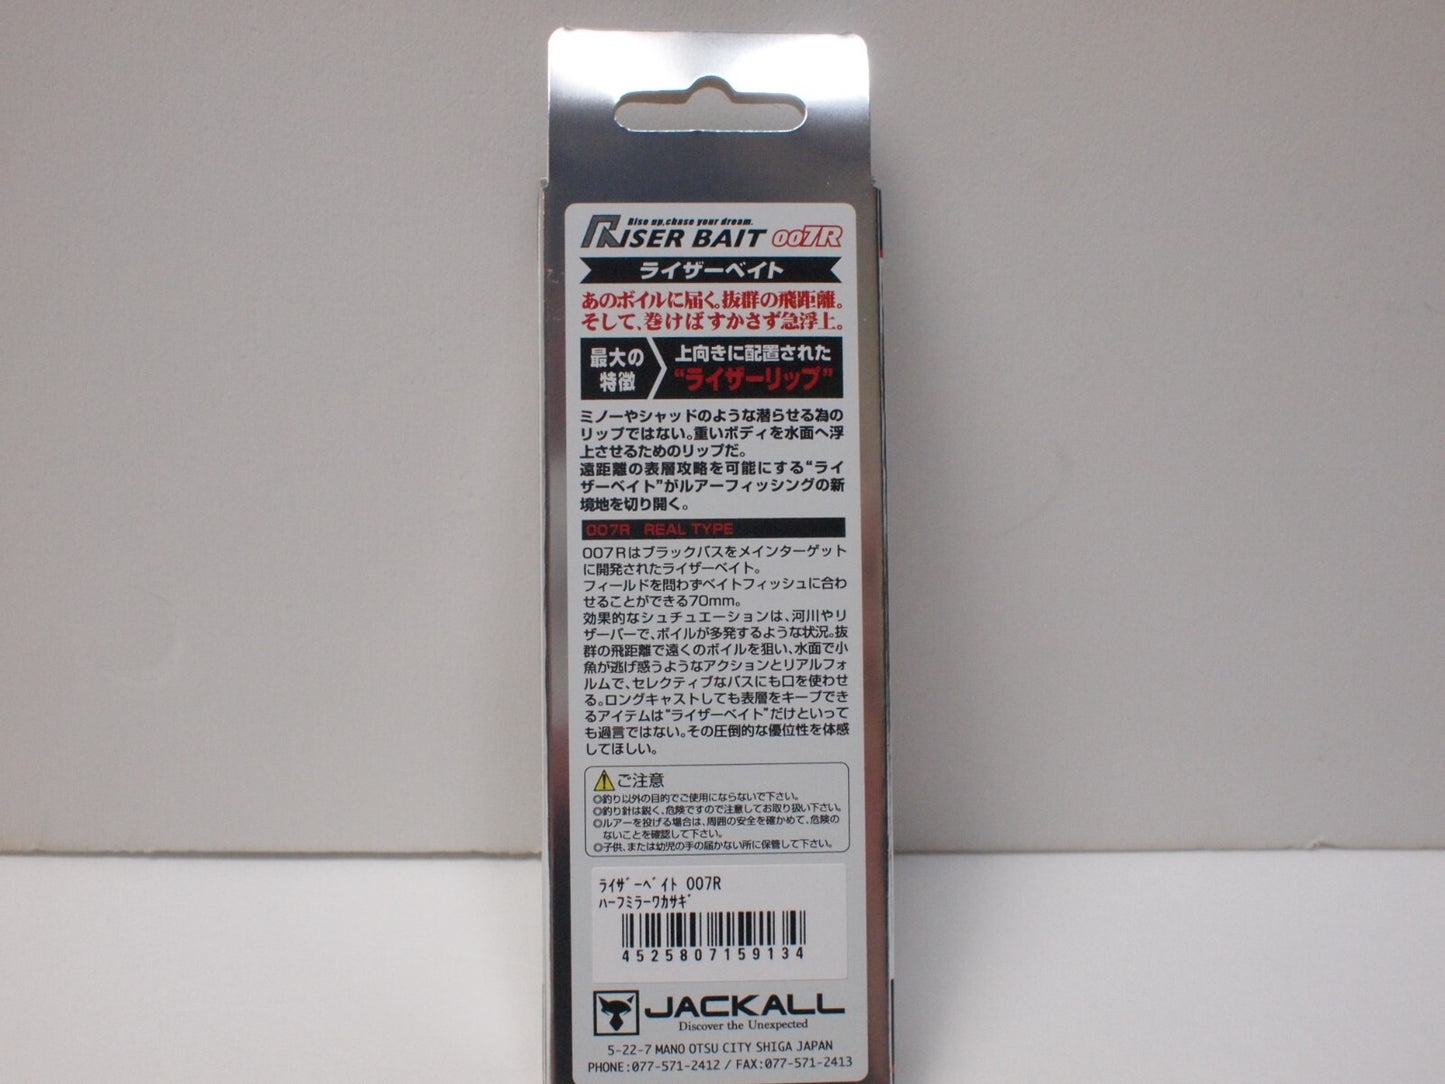 Rise up, chase your dream.
RISER BAIT 007R
ライザーベイト
あのボイルに届く。抜群の飛距離。
そして、巻けばすかさず急浮上。
最大の
特徴
上向きに配置された
“ライザーリップ”
ミノーやシャッドのような潜らせる為の
リップではない。重いボディを水面へ浮
上させるためのリップだ。
遠距離の表層攻略を可能にする“ライ
ザーベイト”がルアーフィッシングの新
境地を切り開く。
007R REAL TYPE
007Rはブラックバスをメインターゲット
に開発されたライザーベイト。
フィールドを問わずベイトフィッシュに合わ
せることができる70mm。
効果的なシュチュエーションは、河川やリ
ザーバーで、ボイルが多発するような状況。抜
群の飛距離で遠くのボイルを狙い、水面で小
魚が逃げ惑うようなアクションとリアルフォ
ルムで、セレクティブなバスにも口を使わせ
る。ロングキャストしても表層をキープでき
るアイテムは“ライザーベイト”だけといって
も過言ではない。その圧倒的な優位性を体感
してほしい。
ご注意
◎釣り以外の目的でご使用にならないで下さい。
◎釣り針は鋭く、危険ですので注意してお取り扱い下さい。
◎ルアーを投げる場合は、周囲の安全を確かめて、危険の
ないことを確認して下さい。
◎子供、または幼児の手の届かない所に保管して下さい。
ﾗｲｻﾞｰﾍﾞｲﾄ 007R
ﾊｰﾌﾐﾗｰﾜｶｻｷﾞ
4525807159134
JACKALL
Discover the Unexpected
5-22-7 MANO OTSU CITY SHIGA JAPAN
PHONE:077-571-2412 / FAX:077-571-2413